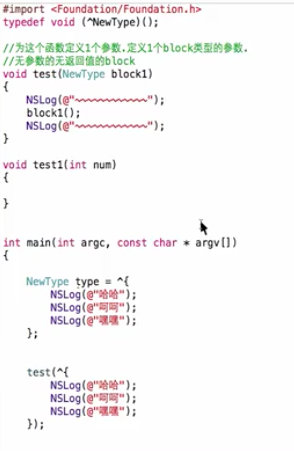 #import <Foundation/Foundation.h>
typedef void (^NewType)();
//为这个函数定义1个参数.定义1个block类型的参数.
//无参数的无返回值的block
void test(NewType block1)
{
NSLog(@"~~~~~~~~~~~~~");
block1();
NSLog(@"~~~~~~~~~~~~~");
}
void test1(int num)
{
}
int main(int argc, const char * argv[])
{
NewType type = ^{
NSLog(@"哈哈");
NSLog(@"呵呵");
NSLog(@"嘿嘿");
};
test(^{
NSLog(@"哈哈");
NSLog(@"呵呵");
NSLog(@"嘿嘿");
});